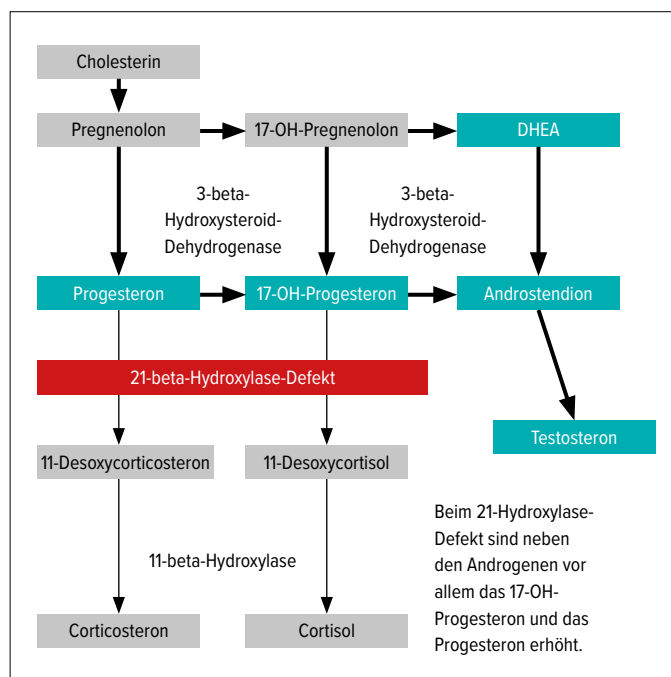 Cholesterin
Pregnenolon
17-OH-Pregnenolon
DHEA
3-beta-
Hydroxysteroid-
Dehydrogenase
3-beta-
Hydroxysteroid-
Dehydrogenase
Progesteron
17-OH-Progesteron
Androstendion
21-beta-Hydroxylase-Defekt
Testosteron
11-Desoxycorticosteron
11-Desoxycortisol
11-beta-Hydroxylase
Corticosteron
Cortisol
Beim 21-Hydroxylase-
Defekt sind neben
den Androgenen vor
allem das 17-OH-
Progesteron und das
Progesteron erhöht.